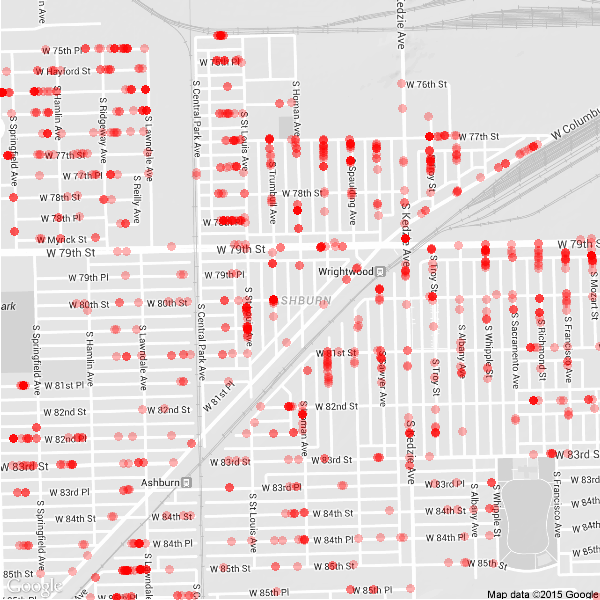 W 75th Pl
W Hayford St
S Springfield Ave
S Hamlin Ave
S Ridgeway Ave
S Lawndale Ave
S Central Park Ave
W 76th Pl
S Homan Ave
S St Louis Ave
S Kedzie Ave
W 76th St
W 77th St
W Columbus
W 77th St
W 77th Pl
S Reilly Ave
S Trumbull Ave
W 78th St
S Spaulding Ave
S Troy St
W 78th St
W 78th Pl
W 78th Pl
S Kedzie Ave
W Myrick St
W 79th St
W 79th St
W 79th St
W 79th Pl
W 79th Pl
Wrightwood
S Troy St
S Mozart St
ark
W 80th St
W 80th St
SHBURN
S Springfield Ave
S Hamlin Ave
S Lawndale Ave
S Central Park Ave
S St Louis Ave
W 81st St
S Sawyer Ave
S Troy St
S Albany Ave
S Whipple St
S Sacramento Ave
S Richmond St
S Francisco Ave
W 81st Pl
W 81st Pl
W 82nd St
W 82nd St
W 82nd St
W 82nd Pl
S Homan Ave
S Kedzie Ave
W 83rd St
W 83rd St
W 83rd St
W 83rd St
W 83rd Pl
Ashburn
W 83rd Pl
W 83rd Pl
S Springfield Ave
S St Louis Ave
S Albany Ave
S Whipple St
S Francisco Ave
W 84th St
W 84th St
W 84th St
W 84th Pl
W 84th Pl
W 84th Pl
S Lawndale Ave
W 85th St
W 85th St
W 85th St
W 85th St
W 85th Pl
W 85th Pl
Google
Map data ©2015 Google